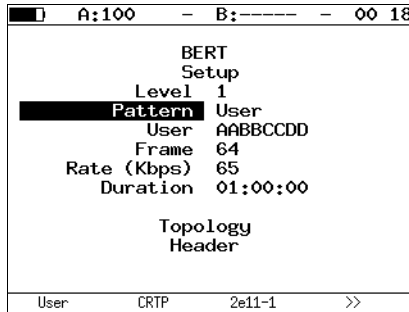 A:100 – B:----- – 00 18
BERT
Setup
Level 1
Pattern User
User AABBCCDD
Frame 64
Rate (Kbps) 65
Duration 01:00:00
Topology
Header
User CRTP 2e11-1 >>